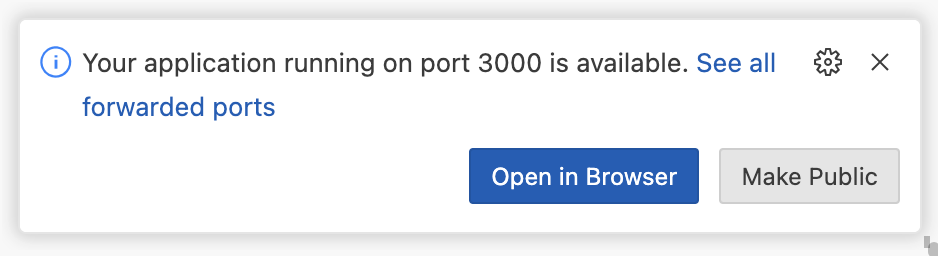 Your application running on port 3000 is available. See all
forwarded ports
Open in Browser
Make Public